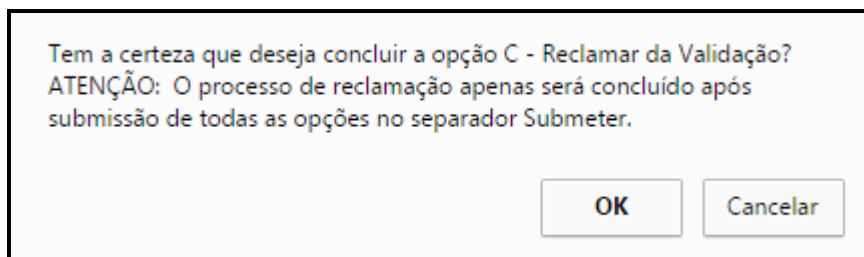 Tem a certeza que deseja concluir a opção C - Reclamar da Validação?
ATENÇÃO:  O processo de reclamação apenas será concluído após
submissão de todas as opções no separador Submeter.
OK
Cancelar